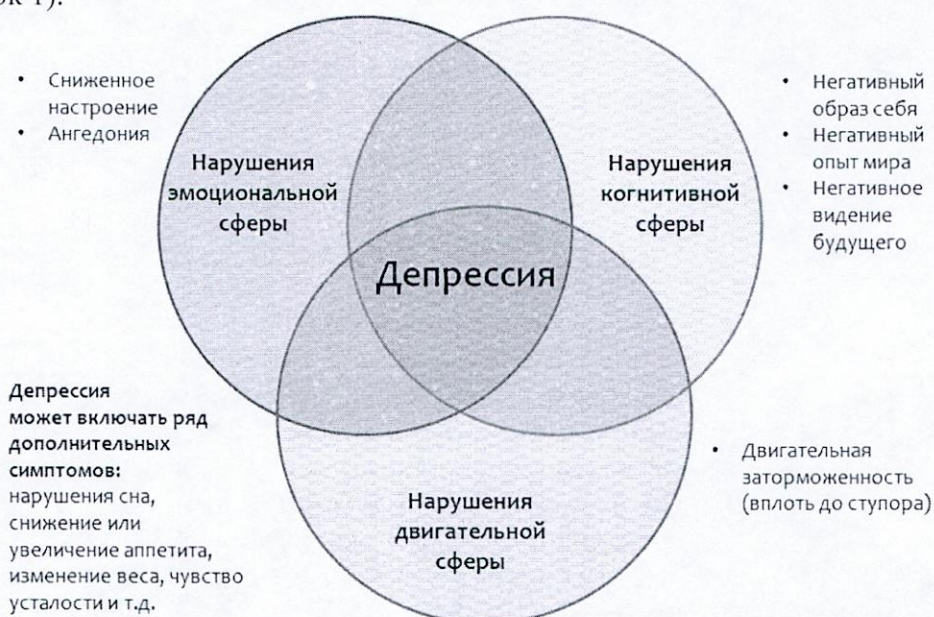 ок 1).
• Сниженное
настроение
• Ангедония
Нарушения
эмоциональной
сферы
Нарушения
когнитивной
сферы
• Негативный
образ себя
• Негативный
опыт мира
• Негативное
видение
будущего
Депрессия
Депрессия
может включать ряд
дополнительных
симптомов:
нарушения сна,
снижение или
увеличение аппетита,
изменение веса, чувство
усталости и т.д.
Нарушения
двигательной
сферы
• Двигательная
заторможенность
(вплоть до ступора)